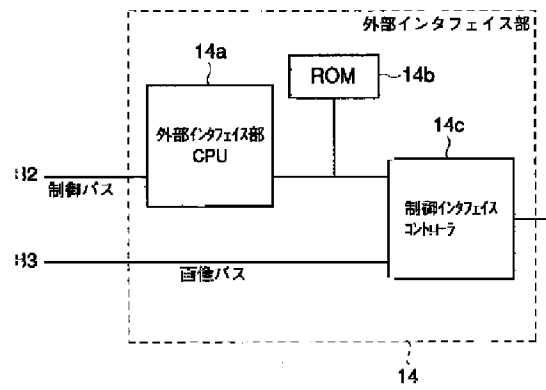 外部インタフェイス部
14a
ROM
14b
外部インタフェイス部
CPU
14c
B2
制御バス
制御インタフェイス
コントローラ
B3
画像バス
14